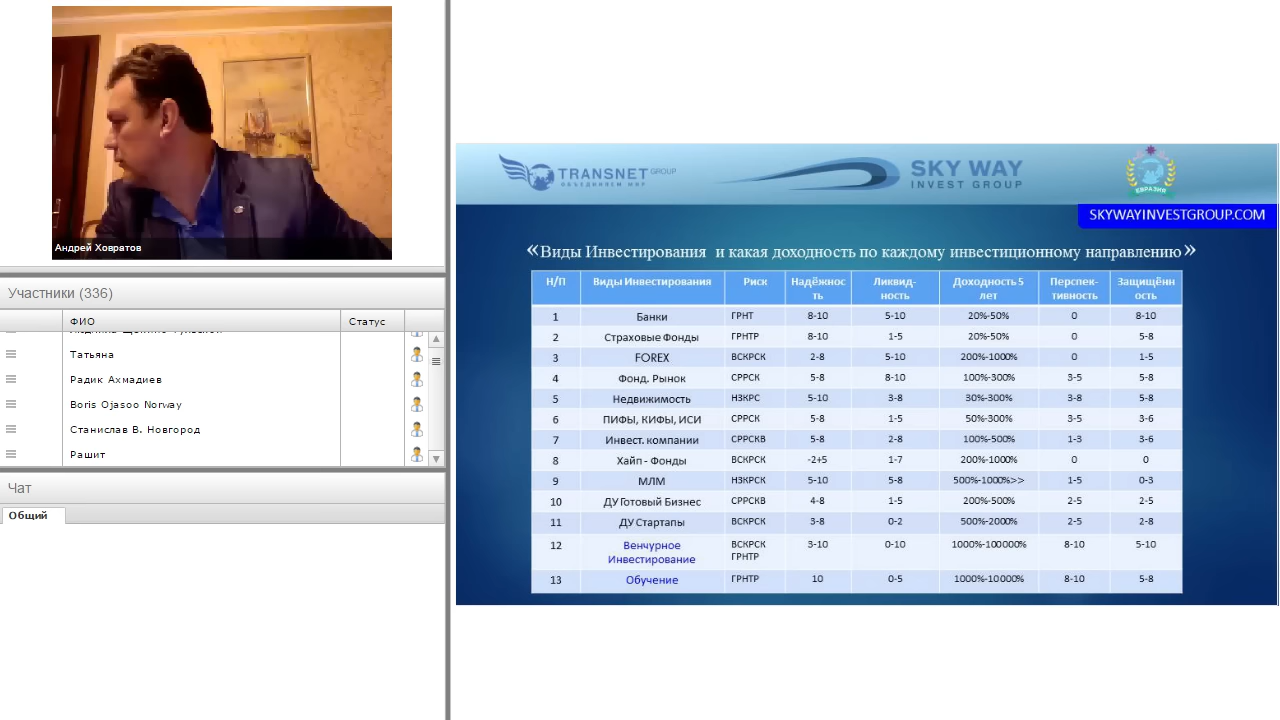 Андрей Ховратов
Участники (336)
ФИО Статус
Татьяна
Радик Ахмадиев
Boris Ojasoo Norway
Станислав В. Новгород
Рашит
Чат
Общий
TRANSNET GROUP
ОБЪЕДИНЯЕМ МИР
SKY WAY
INVEST GROUP
ЕВРАЗИЯ
SKYWAYINVESTGROUP.COM
«Виды Инвестирования и какая доходность по каждому инвестиционному направлению»
Н/П Виды Инвестирования Риск Надёжнос Ликвид- Доходность 5 Перспек- Защищённ
ть ность лет тивность ость
1 Банки ГРНТ 8-10 5-10 20%-50% 0 8-10
2 Страховые Фонды ГРНТР 8-10 1-5 20%-50% 0 5-8
3 FOREX ВСКРСК 2-8 5-10 200%-1000% 0 1-5
4 Фонд. Рынок СРРСК 5-8 8-10 100%-300% 3-5 5-8
5 Недвижимость НЗКРС 5-10 3-8 30%-300% 3-8 5-8
6 ПИФЫ, КИФЫ, ИСИ СРРСК 5-8 1-5 50%-300% 3-5 3-6
7 Инвест. компании СРРСКВ 5-8 2-8 100%-500% 1-3 3-6
8 Хайп - Фонды ВСКРСК -2+5 1-7 200%-1000% 0 0
9 МЛМ НЗКРСК 5-10 5-8 500%-1000%>> 1-5 0-3
10 ДУ Готовый Бизнес СРРСКВ 4-8 1-5 200%-500% 2-5 2-5
11 ДУ Стартапы ВСКРСК 3-8 0-2 500%-2000% 2-5 2-8
12 Венчурное ВСКРСК 3-10 0-10 1000%-100000% 8-10 5-10
Инвестирование ГРНТР
13 Обучение ГРНТР 10 0-5 1000%-10000% 8-10 5-8